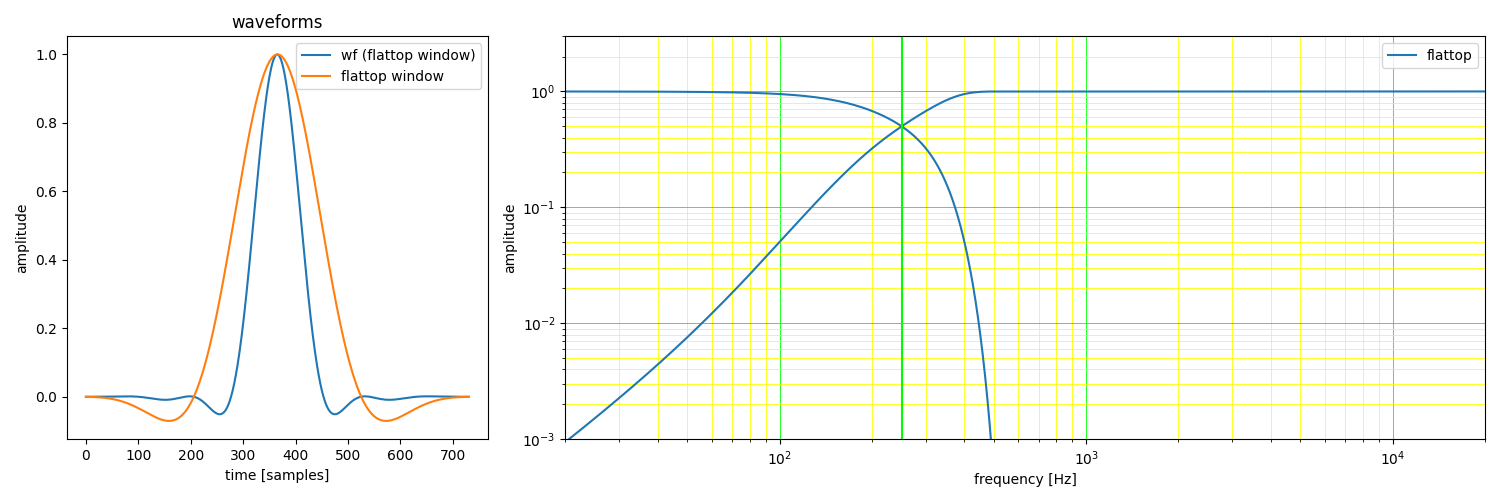 waveforms
wf (flattop window)
flattop window
amplitude
1.0
0.8
0.6
0.4
0.2
0.0
0 100 200 300 400 500 600 700
time [samples]
flattop
amplitude
10⁰
10⁻¹
10⁻²
10⁻³
10² 10³ 10⁴
frequency [Hz]